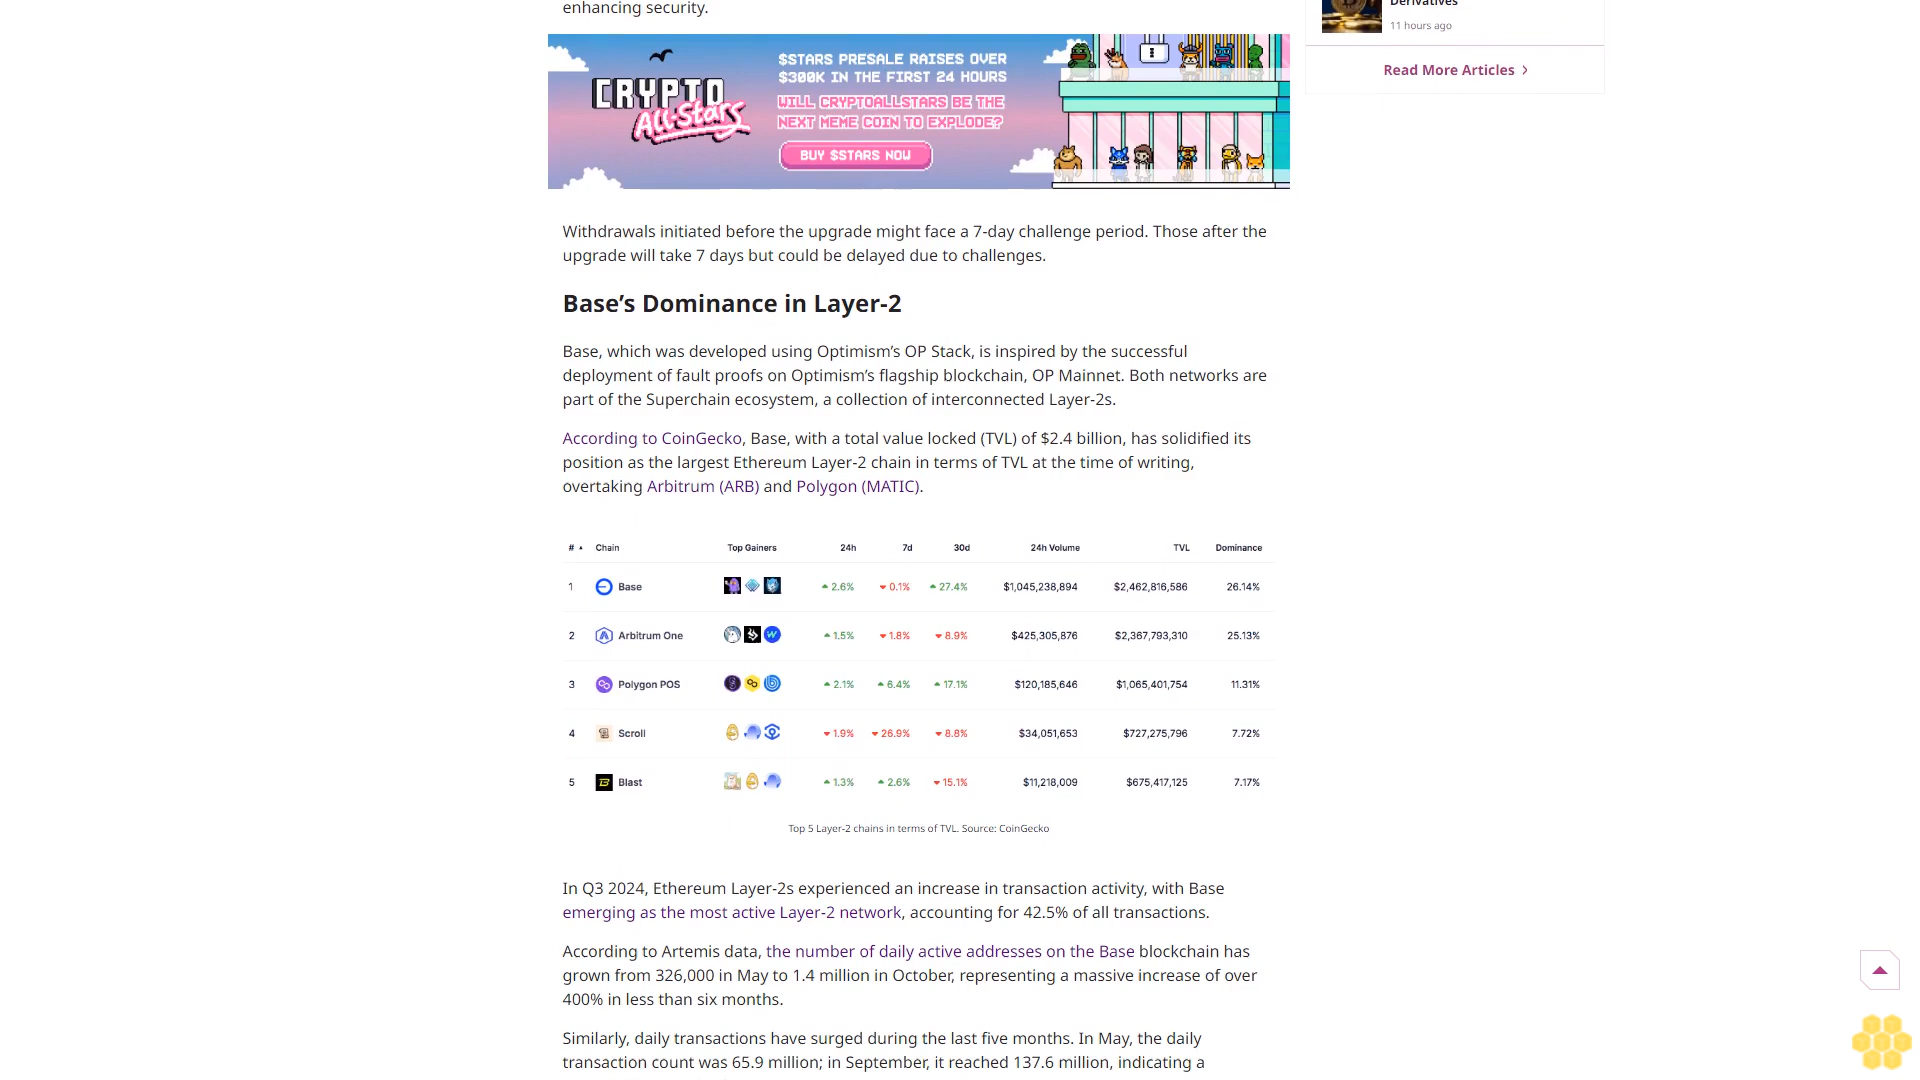 enhancing security.
Derivatives
11 hours ago
Read More Articles
CRYPTO
All-Stars
$STARS PRESALE RAISES OVER
$300K IN THE FIRST 24 HOURS
WILL CRYPTOALLSTARS BE THE
NEXT MEME COIN TO EXPLODE?
BUY $STARS NOW
Withdrawals initiated before the upgrade might face a 7-day challenge period. Those after the
upgrade will take 7 days but could be delayed due to challenges.
Base’s Dominance in Layer-2
Base, which was developed using Optimism’s OP Stack, is inspired by the successful
deployment of fault proofs on Optimism’s flagship blockchain, OP Mainnet. Both networks are
part of the Superchain ecosystem, a collection of interconnected Layer-2s.
According to CoinGecko, Base, with a total value locked (TVL) of $2.4 billion, has solidified its
position as the largest Ethereum Layer-2 chain in terms of TVL at the time of writing,
overtaking Arbitrum (ARB) and Polygon (MATIC).
# Chain Top Gainers 24h 7d 30d 24h Volume TVL Dominance
1 Base 2.6% 0.1% 27.4% $1,045,238,894 $2,462,816,586 26.14%
2 Arbitrum One 1.5% 1.8% 8.9% $425,305,876 $2,367,793,310 25.13%
3 Polygon POS 2.1% 6.4% 17.1% $120,185,646 $1,065,401,754 11.31%
4 Scroll 1.9% 26.9% 8.8% $34,051,653 $727,275,796 7.72%
5 Blast 1.3% 2.6% 15.1% $11,218,009 $675,417,125 7.17%
Top 5 Layer-2 chains in terms of TVL. Source: CoinGecko
In Q3 2024, Ethereum Layer-2s experienced an increase in transaction activity, with Base
emerging as the most active Layer-2 network, accounting for 42.5% of all transactions.
According to Artemis data, the number of daily active addresses on the Base blockchain has
grown from 326,000 in May to 1.4 million in October, representing a massive increase of over
400% in less than six months.
Similarly, daily transactions have surged during the last five months. In May, the daily
transaction count was 65.9 million; in September, it reached 137.6 million, indicating a